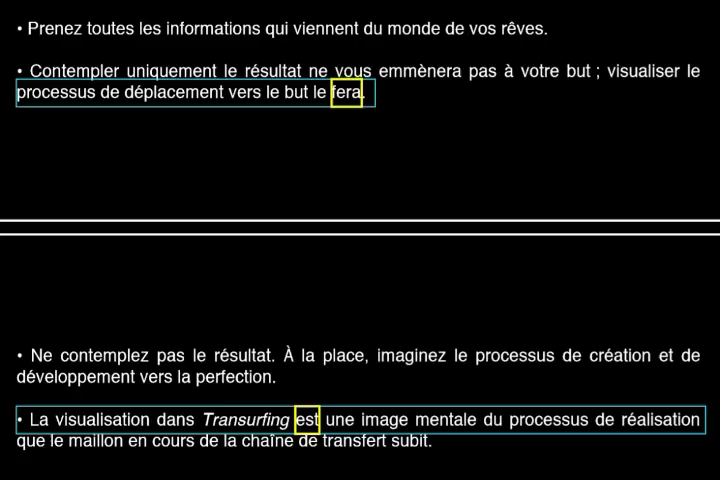 • Prenez toutes les informations qui viennent du monde de vos rêves.
• Contempler uniquement le résultat ne vous emmènera pas à votre but ; visualiser le
processus de déplacement vers le but le fera.
• Ne contemplez pas le résultat. À la place, imaginez le processus de création et de
développement vers la perfection.
• La visualisation dans Transurfing est une image mentale du processus de réalisation
que le maillon en cours de la chaîne de transfert subit.